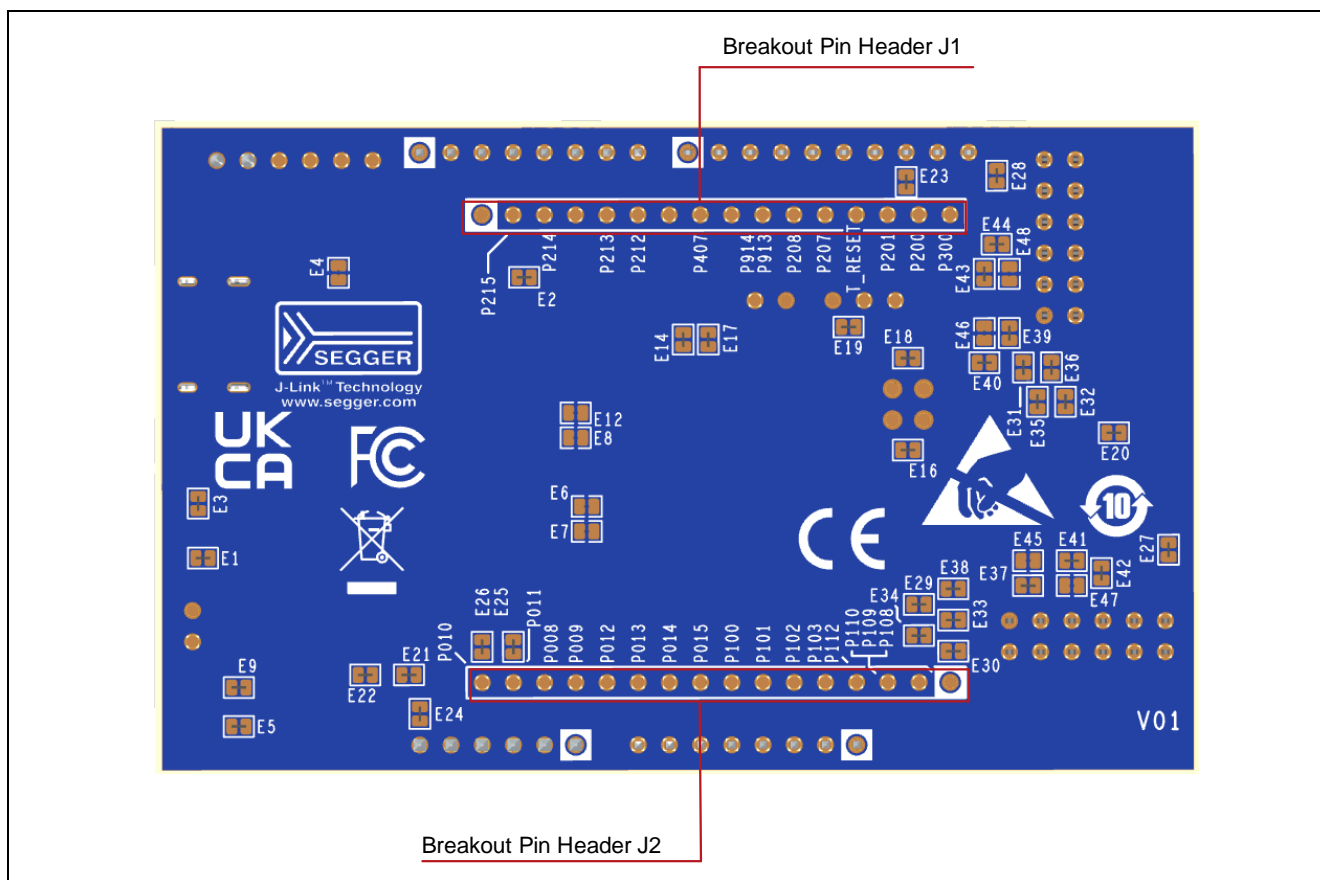 Breakout Pin Header J1
E23
E28
P215
P214
P213
P212
P407
P914
P913
P208
P207
T_RESET
P201
P200
P300
E44
E48
E43
E4
E2
SEGGER
J-Link™ Technology
www.segger.com
E14
E17
E19
E18
E46
E39
E40
E36
E31
E35
E32
E20
UK
CA
FC
E12
E8
E16
E3
E6
E7
E1
CE
10
E27
E45
E41
E37
E42
E47
E38
E29
E34
E33
E30
P010
E26
E25
P011
P008
P009
P012
P013
P014
P015
P100
P101
P102
P103
P112
P110
P109
P108
E9
E22
E21
E24
E5
V01
Breakout Pin Header J2